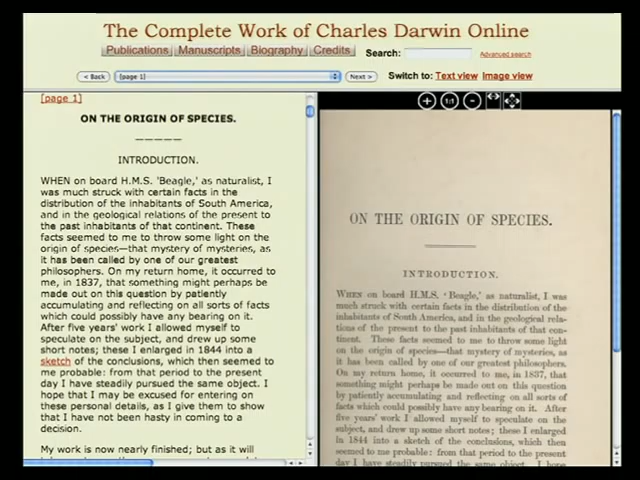 The Complete Work of Charles Darwin Online
Publications Manuscripts Biography Credits Search: Advanced search
< Back [page 1] Next > Switch to: Text view Image view
[page 1]
ON THE ORIGIN OF SPECIES.
INTRODUCTION.
WHEN on board H.M.S. 'Beagle,' as naturalist, I
was much struck with certain facts in the
distribution of the inhabitants of South America,
and in the geological relations of the present to
the past inhabitants of that continent. These
facts seemed to me to throw some light on the
origin of species—that mystery of mysteries, as
it has been called by one of our greatest
philosophers. On my return home, it occurred to
me, in 1837, that something might perhaps be
made out on this question by patiently
accumulating and reflecting on all sorts of facts
which could possibly have any bearing on it.
After five years' work I allowed myself to
speculate on the subject, and drew up some
short notes; these I enlarged in 1844 into a
sketch of the conclusions, which then seemed to
me probable: from that period to the present
day I have steadily pursued the same object. I
hope that I may be excused for entering on
these personal details, as I give them to show
that I have not been hasty in coming to a
decision.
My work is now nearly finished; but as it will
+ 1:1 -
ON THE ORIGIN OF SPECIES.
INTRODUCTION.
WHEN on board H.M.S. 'Beagle,' as naturalist, I was
much struck with certain facts in the distribution of the
inhabitants of South America, and in the geological rela-
tions of the present to the past inhabitants of that con-
tinent. These facts seemed to me to throw some light
on the origin of species—that mystery of mysteries, as
it has been called by one of our greatest philosophers.
On my return home, it occurred to me, in 1837, that
something might perhaps be made out on this question
by patiently accumulating and reflecting on all sorts of
facts which could possibly have any bearing on it. After
five years' work I allowed myself to speculate on the
subject, and drew up some short notes; these I enlarged
in 1844 into a sketch of the conclusions, which then
seemed to me probable: from that period to the present
day I have steadily pursued the same object. I hope